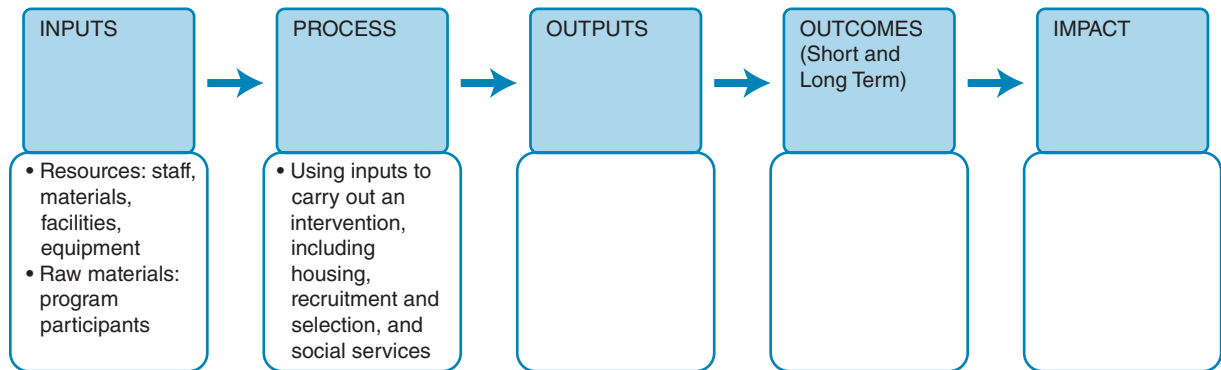 INPUTS
PROCESS
OUTPUTS
OUTCOMES
(Short and
Long Term)
IMPACT
• Resources: staff,
materials,
facilities,
equipment
• Raw materials:
program
participants
• Using inputs to
carry out an
intervention,
including
housing,
recruitment and
selection, and
social services